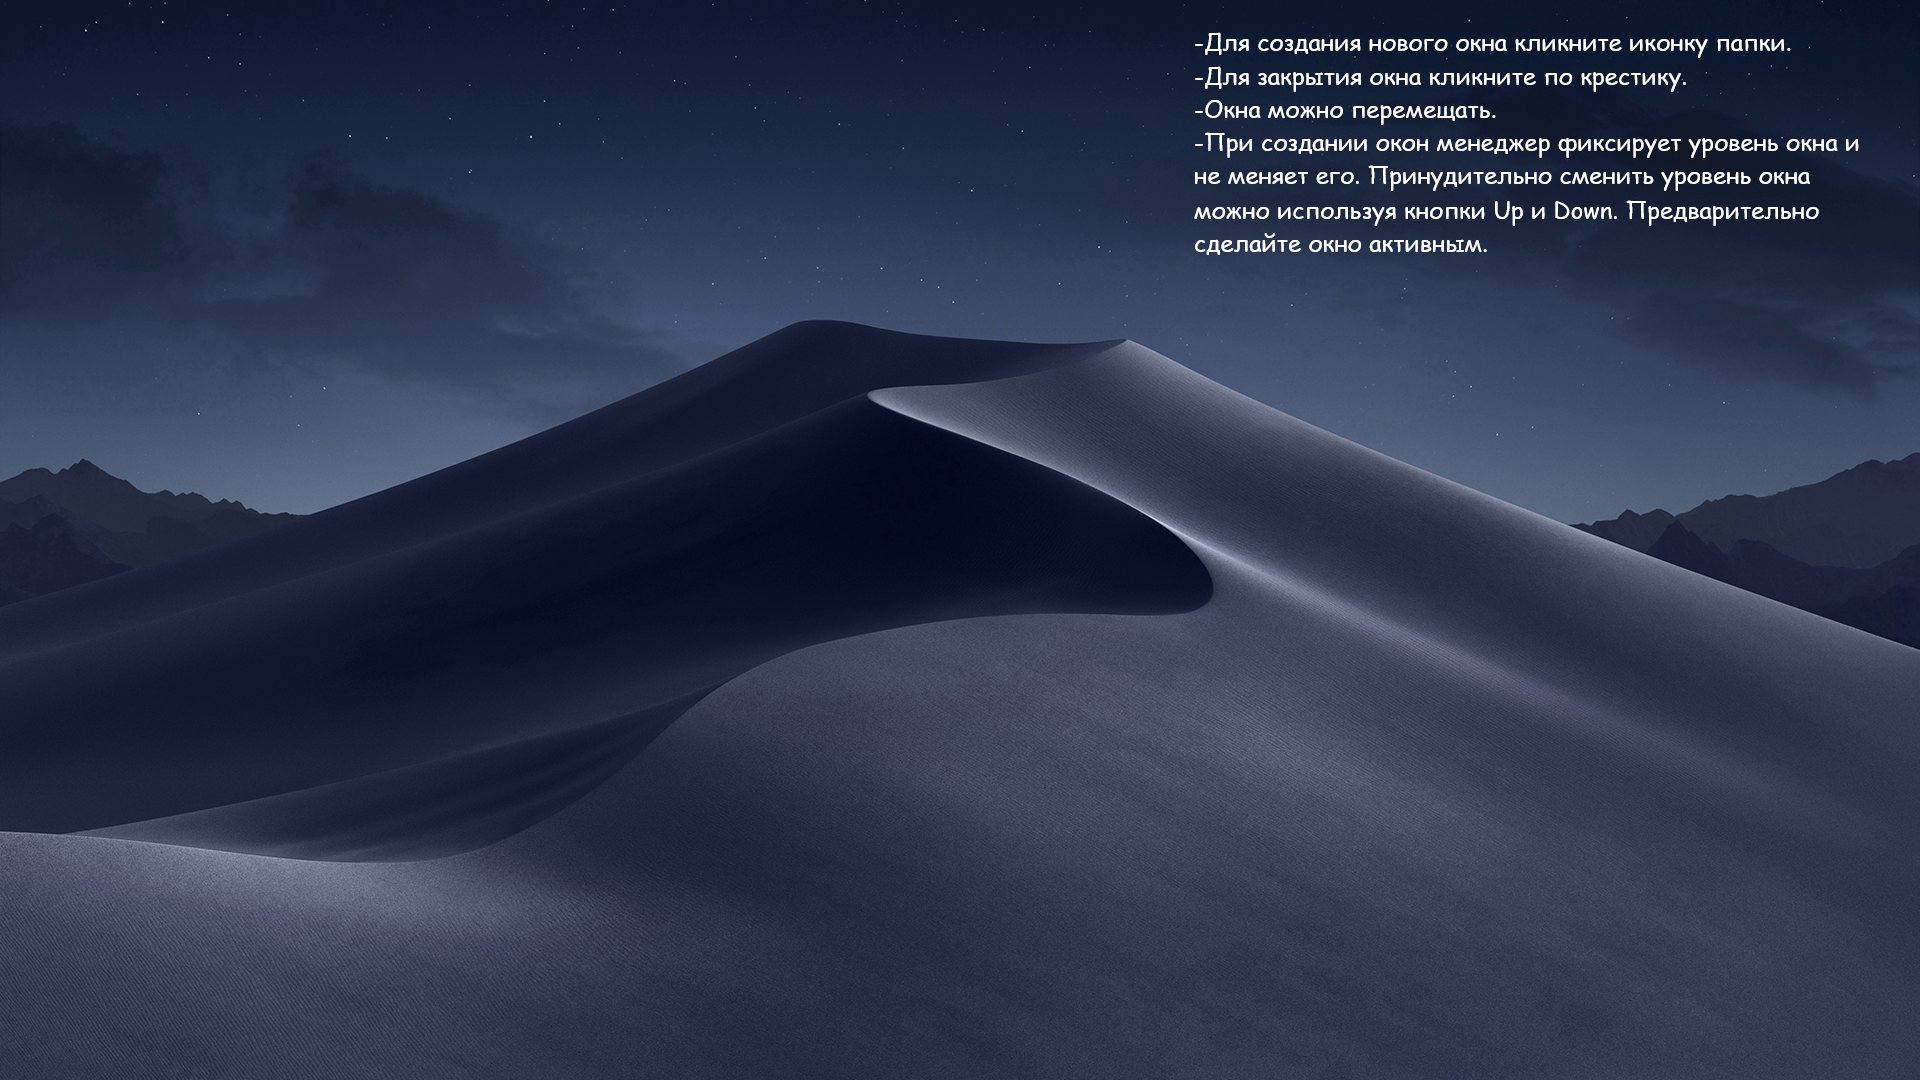 -Для создания нового окна кликните иконку папки.
-Для закрытия окна кликните по крестику.
-Окна можно перемещать.
-При создании окон менеджер фиксирует уровень окна и
не меняет его. Принудительно сменить уровень окна
можно используя кнопки Up и Down. Предварительно
сделайте окно активным.